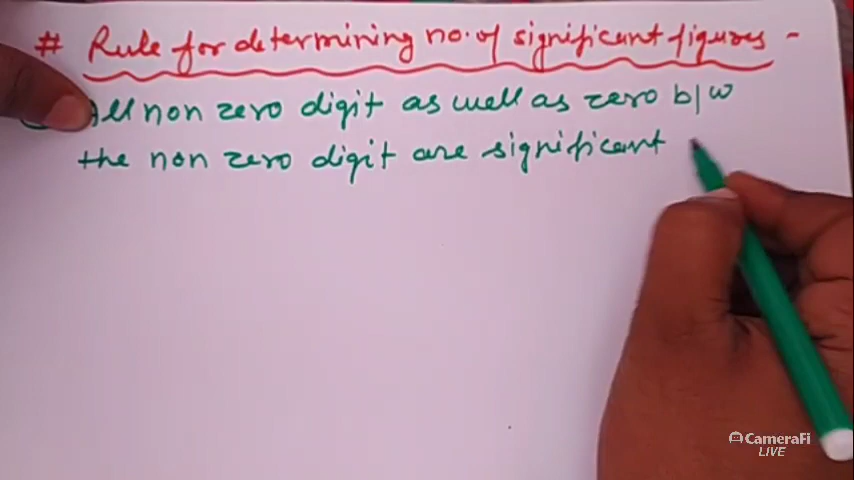 # Rule for determining no. of significant figures -
All non zero digit as well as zero b/w
the non zero digit are significant
CameraFi
LIVE